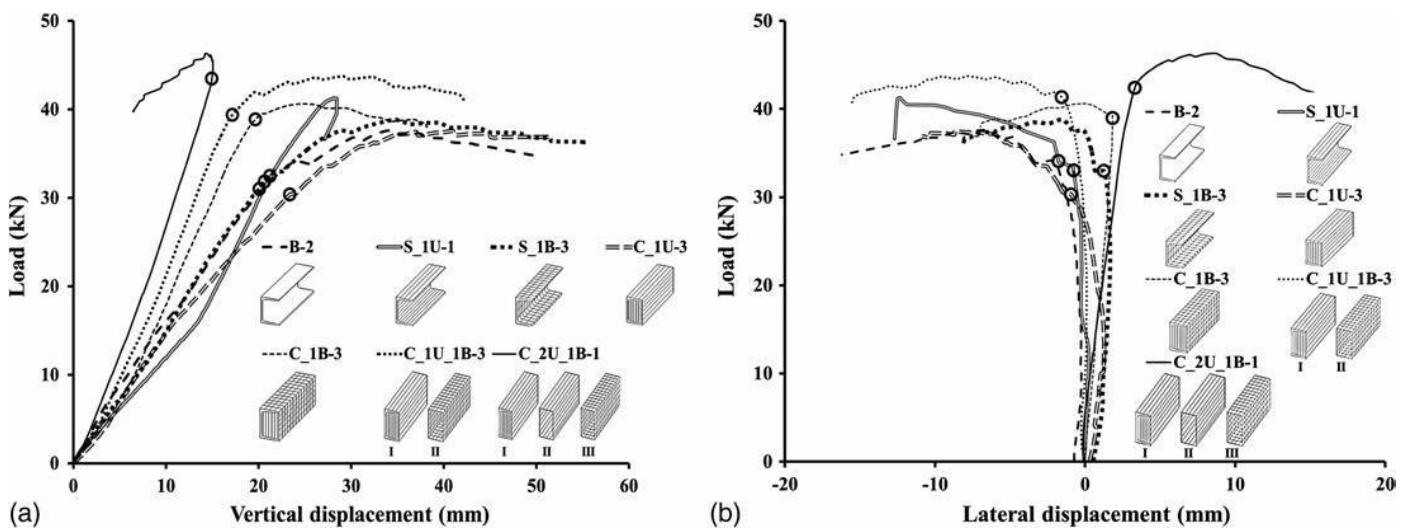 50
40
30
20
10
0
Load (kN)
B-2 S_1U-1 S_1B-3 C_1U-3
C_1B-3 C_1U_1B-3 C_2U_1B-1
I II I II III
0 10 20 30 40 50 60
(a) Vertical displacement (mm)
50
40
30
20
10
0
Load (kN)
B-2 S_1U-1
S_1B-3 C_1U-3
C_1B-3 C_1U_1B-3
I II
C_2U_1B-1
I II III
-20 -10 0 10 20
(b) Lateral displacement (mm)